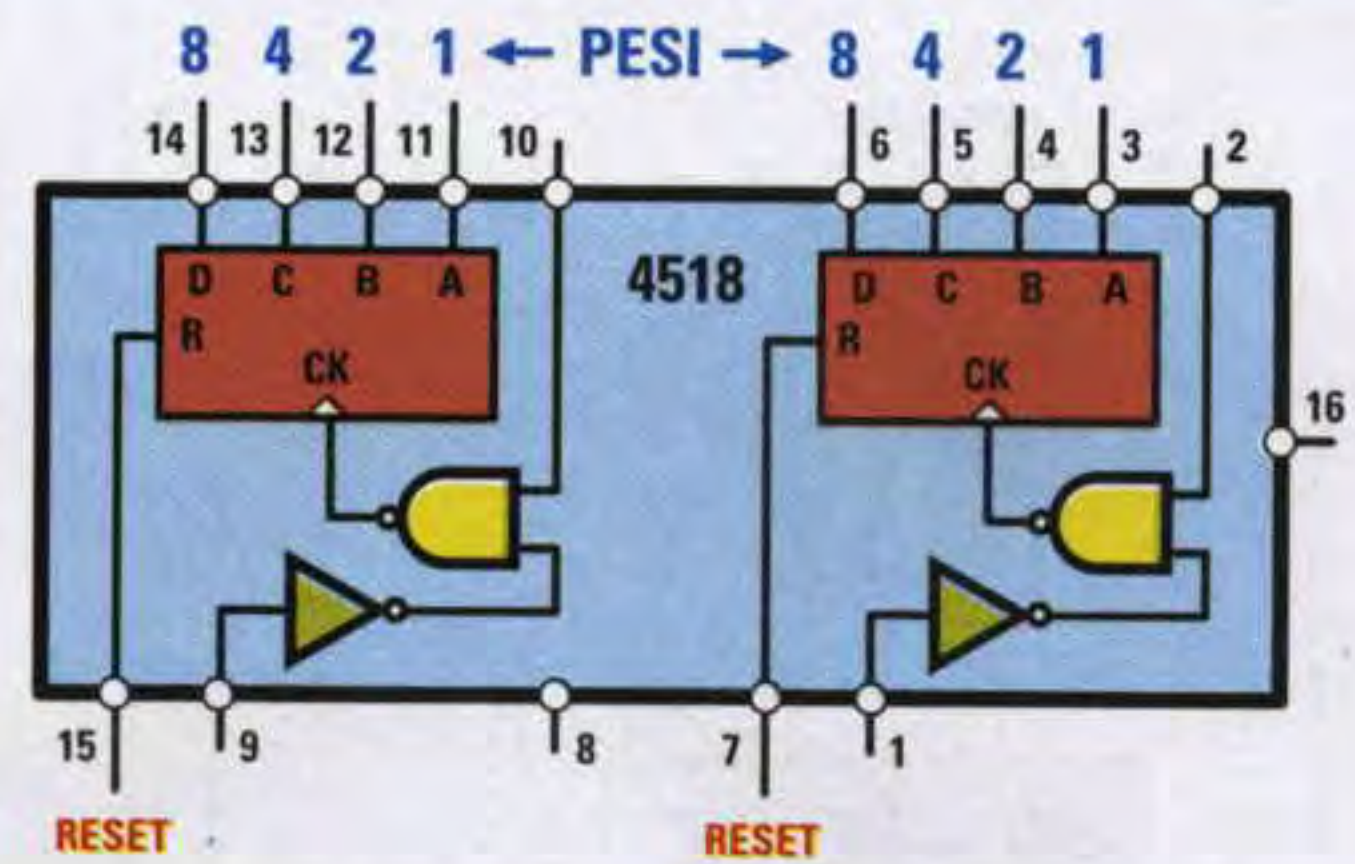 8 4 2 1 ← PESI → 8 4 2 1
14 13 12 11 10 6 5 4 3 2
4518
D C B A D C B A
R R
CK CK
16
15 9 8 7 1
RESET RESET